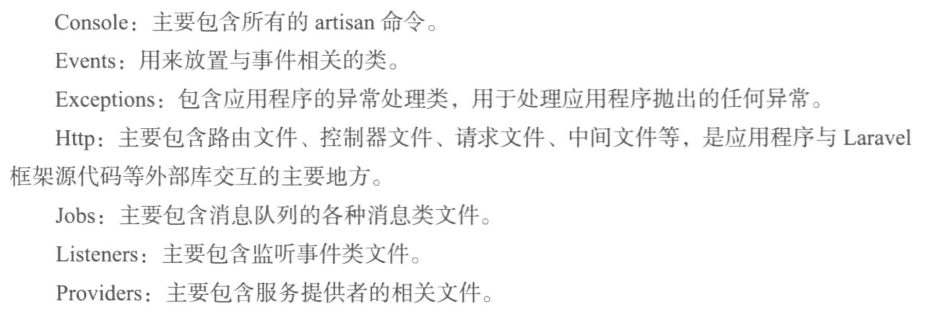 Console：主要包含所有的 artisan 命令。
Events：用来放置与事件相关的类。
Exceptions：包含应用程序的异常处理类，用于处理应用程序抛出的任何异常。
Http：主要包含路由文件、控制器文件、请求文件、中间文件等，是应用程序与 Laravel
框架源代码等外部库交互的主要地方。
Jobs：主要包含消息队列的各种消息类文件。
Listeners：主要包含监听事件类文件。
Providers：主要包含服务提供者的相关文件。